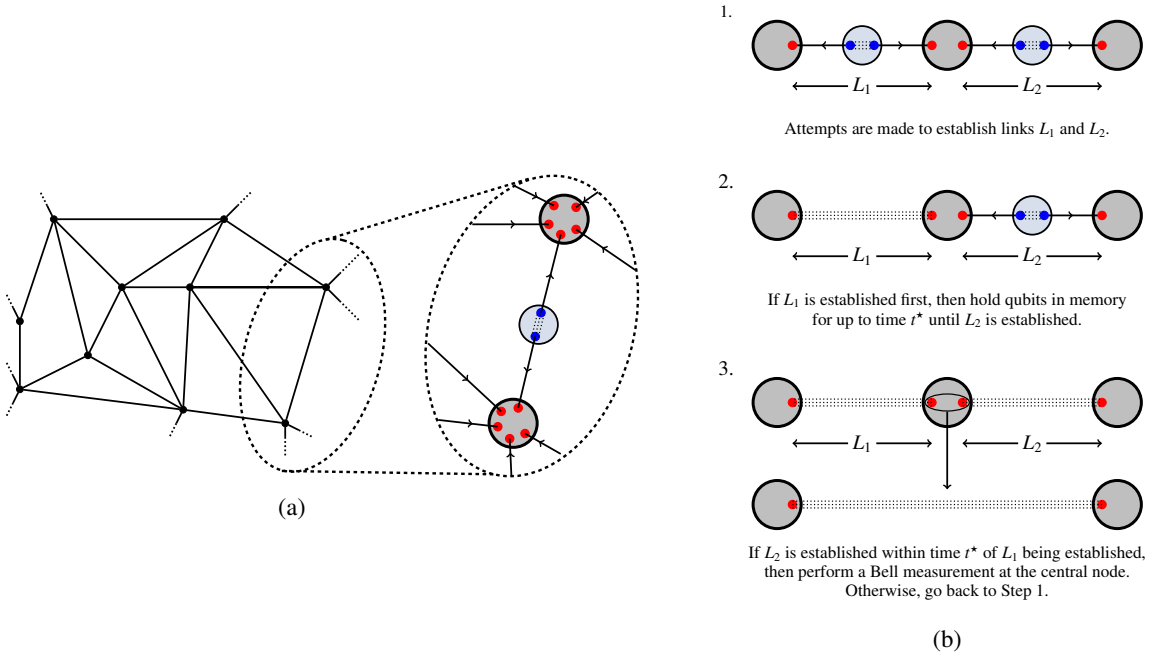 1.
L₁
L₂
Attempts are made to establish links L₁ and L₂.
2.
L₁
L₂
If L₁ is established first, then hold qubits in memory
for up to time t⋆ until L₂ is established.
3.
L₁
L₂
If L₂ is established within time t⋆ of L₁ being established,
then perform a Bell measurement at the central node.
Otherwise, go back to Step 1.
(a)
(b)